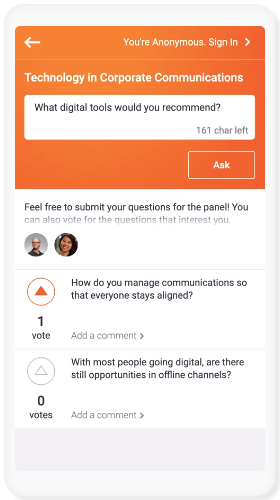 You're Anonymous. Sign In
Technology in Corporate Communications
What digital tools would you recommend?
161 char left
Ask
Feel free to submit your questions for the panel! You
can also vote for the questions that interest you.
How do you manage communications so
that everyone stays aligned?
1
vote
Add a comment
With most people going digital, are there
still opportunities in offline channels?
0
votes
Add a comment